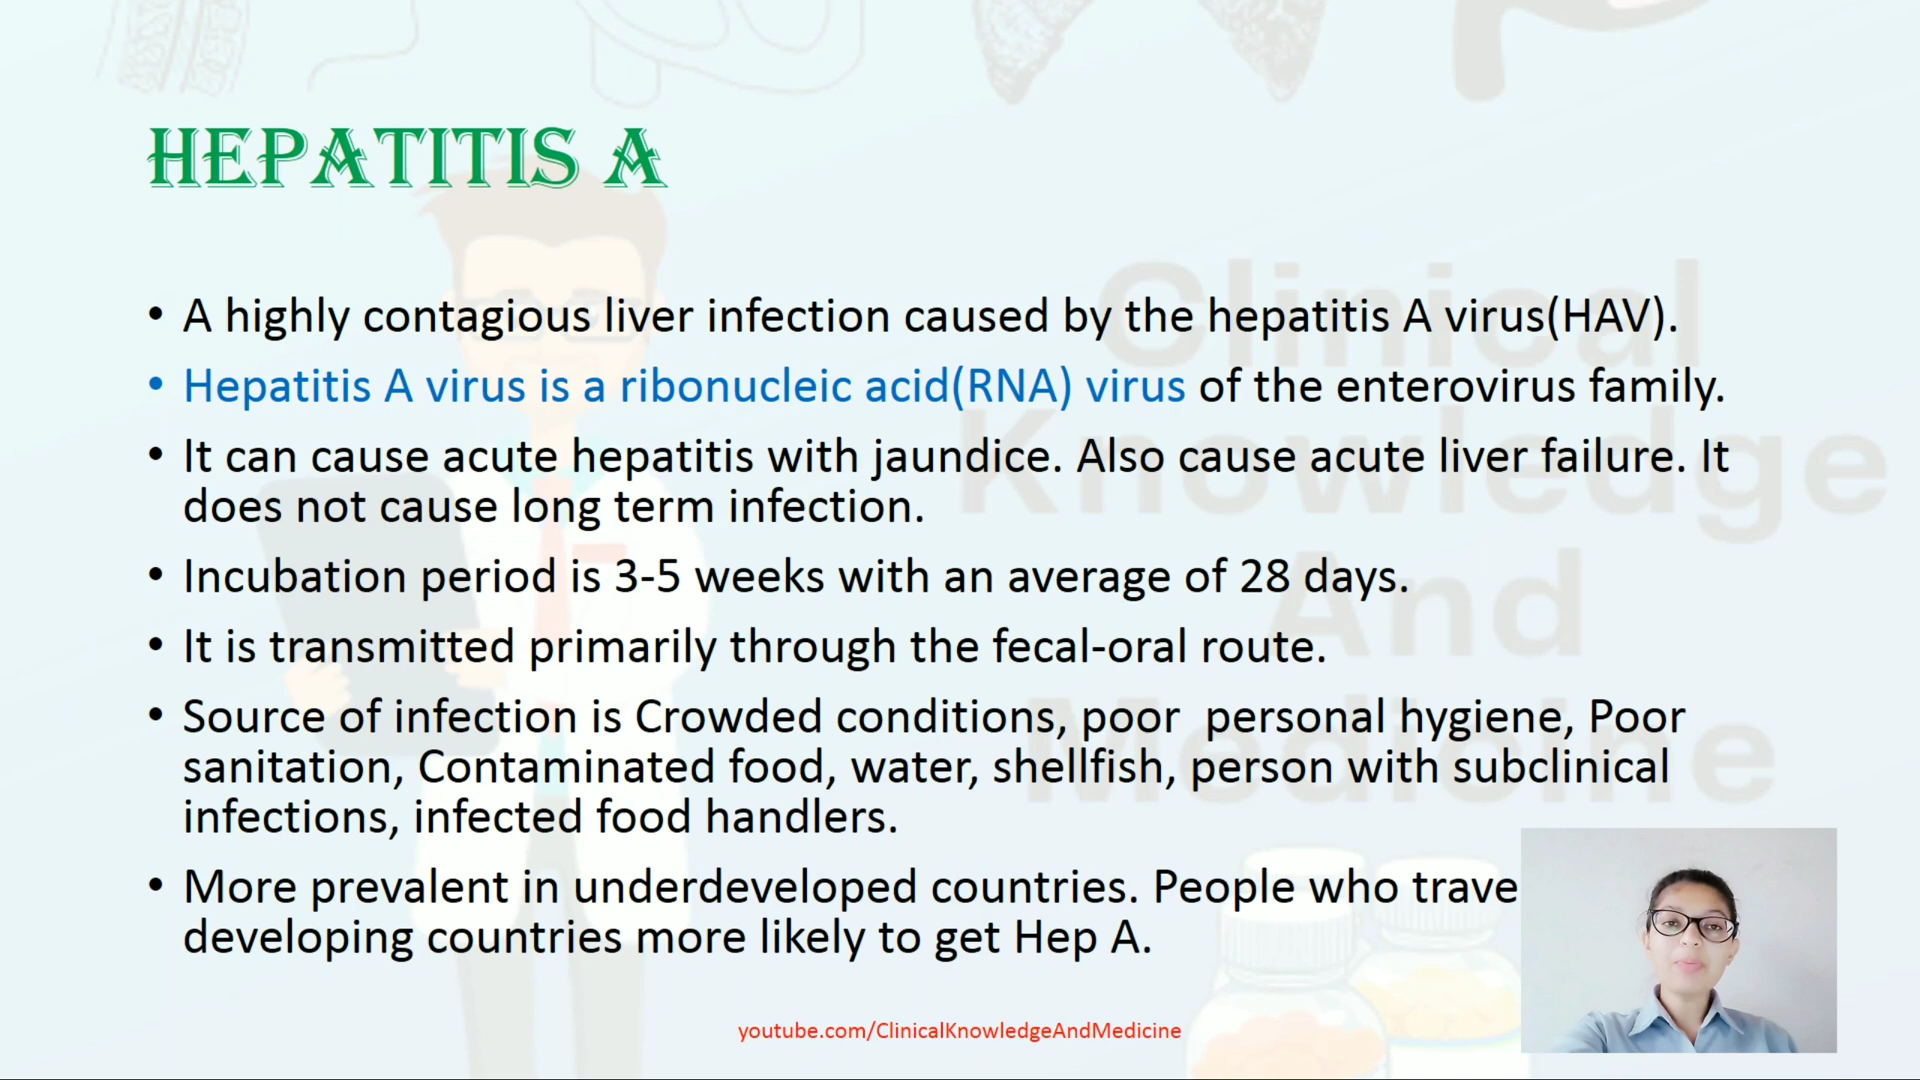 HEPATITIS A
• A highly contagious liver infection caused by the hepatitis A virus(HAV).
• Hepatitis A virus is a ribonucleic acid(RNA) virus of the enterovirus family.
• It can cause acute hepatitis with jaundice. Also cause acute liver failure. It
does not cause long term infection.
• Incubation period is 3-5 weeks with an average of 28 days.
• It is transmitted primarily through the fecal-oral route.
• Source of infection is Crowded conditions, poor  personal hygiene, Poor
sanitation, Contaminated food, water, shellfish, person with subclinical
infections, infected food handlers.
• More prevalent in underdeveloped countries. People who trave
developing countries more likely to get Hep A.
youtube.com/ClinicalKnowledgeAndMedicine
Clinical
Knowledge
And
Medicine